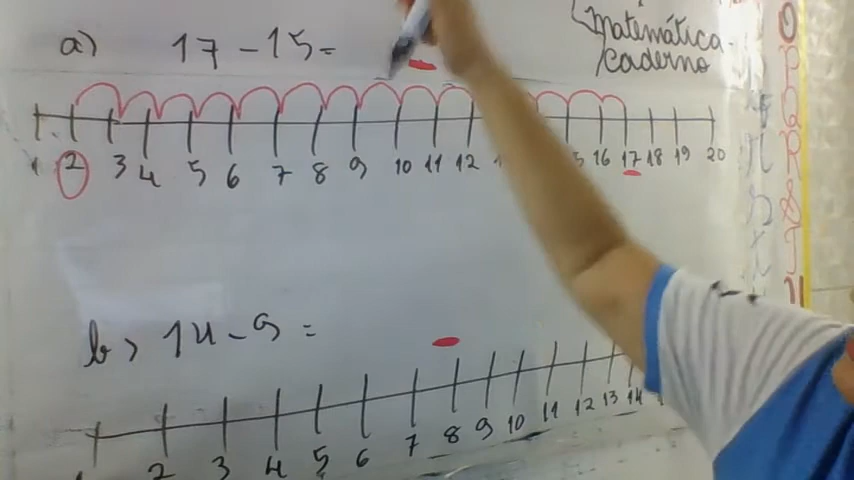 a) 17 - 15 =
Matemática
caderno
1 2 3 4 5 6 7 8 9 10 11 12 16 17 18 19 20
b) 14 - 9 =
2 3 4 5 6 7 8 9 10 11 12 13 14